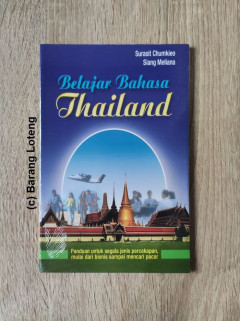 Surasit Chumkieo
Siang Meliana
Belajar Bahasa
Thailand
Panduan untuk segala jenis percakapan,
mulai dari bisnis sampai mencari pacar
(c) Barang Loteng